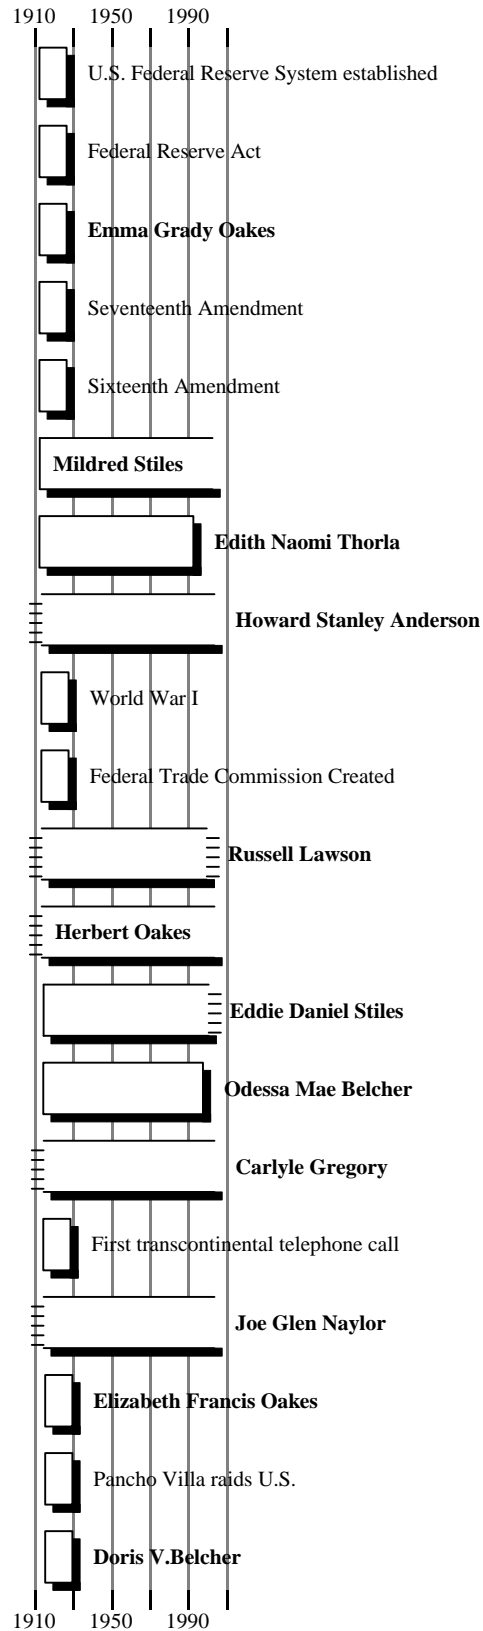 1910 1950 1990
U.S. Federal Reserve System established
Federal Reserve Act
Emma Grady Oakes
Seventeenth Amendment
Sixteenth Amendment
Mildred Stiles
Edith Naomi Thorla
Howard Stanley Anderson
World War I
Federal Trade Commission Created
Russell Lawson
Herbert Oakes
Eddie Daniel Stiles
Odessa Mae Belcher
Carlyle Gregory
First transcontinental telephone call
Joe Glen Naylor
Elizabeth Francis Oakes
Pancho Villa raids U.S.
Doris V.Belcher
1910 1950 1990